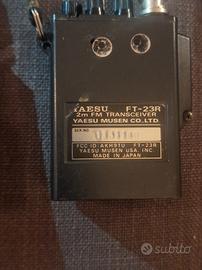 YAESU FT-23R
2m FM TRANSCEIVER
YAESU MUSEN CO.,LTD.
SER.NO.
FCC ID:AKH9TU FT-23R
YAESU MUSEN USA. INC
MADE IN JAPAN
subito